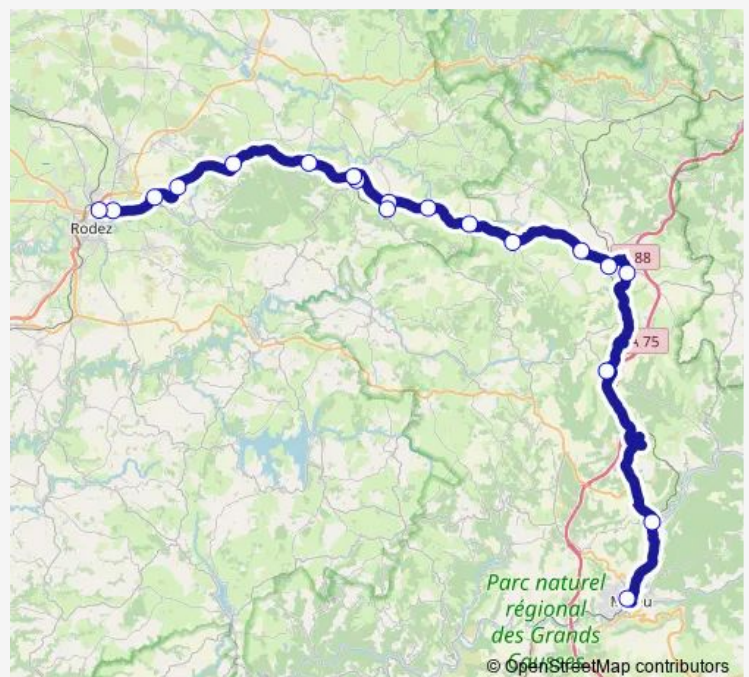 Rodez
88
A 75
Parc naturel
régional
des Grands
© OpenStreetMap contributors